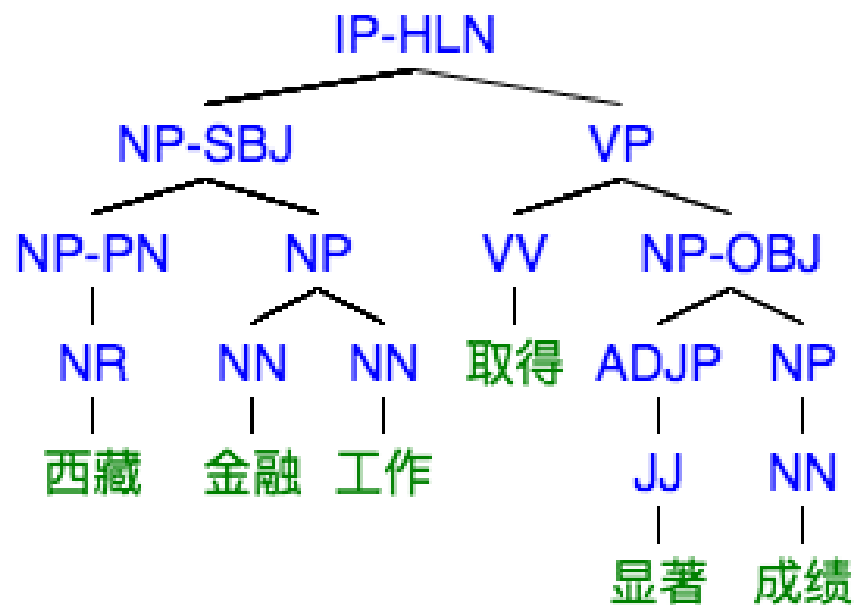 IP-HLN
NP-SBJ VP
NP-PN NP VV NP-OBJ
NR NN NN 取得 ADJP NP
西藏 金融 工作 JJ NN
显著 成绩